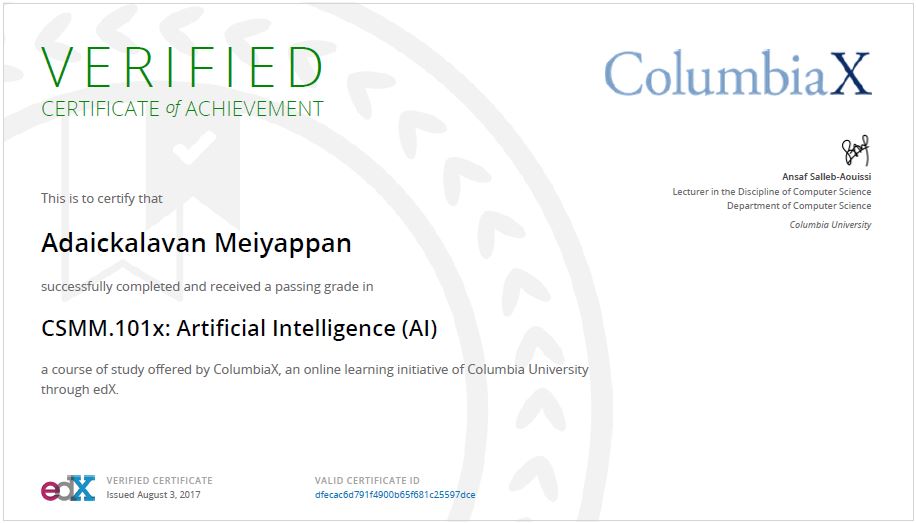 VERIFIED
CERTIFICATE of ACHIEVEMENT
ColumbiaX
Ansaf Salleb-Aouissi
Lecturer in the Discipline of Computer Science
Department of Computer Science
Columbia University
This is to certify that
Adaickalavan Meiyappan
successfully completed and received a passing grade in
CSMM.101x: Artificial Intelligence (AI)
a course of study offered by ColumbiaX, an online learning initiative of Columbia University
through edX.
edX
VERIFIED CERTIFICATE
Issued August 3, 2017
VALID CERTIFICATE ID
dfecac6d791f4900b65f681c25597dce